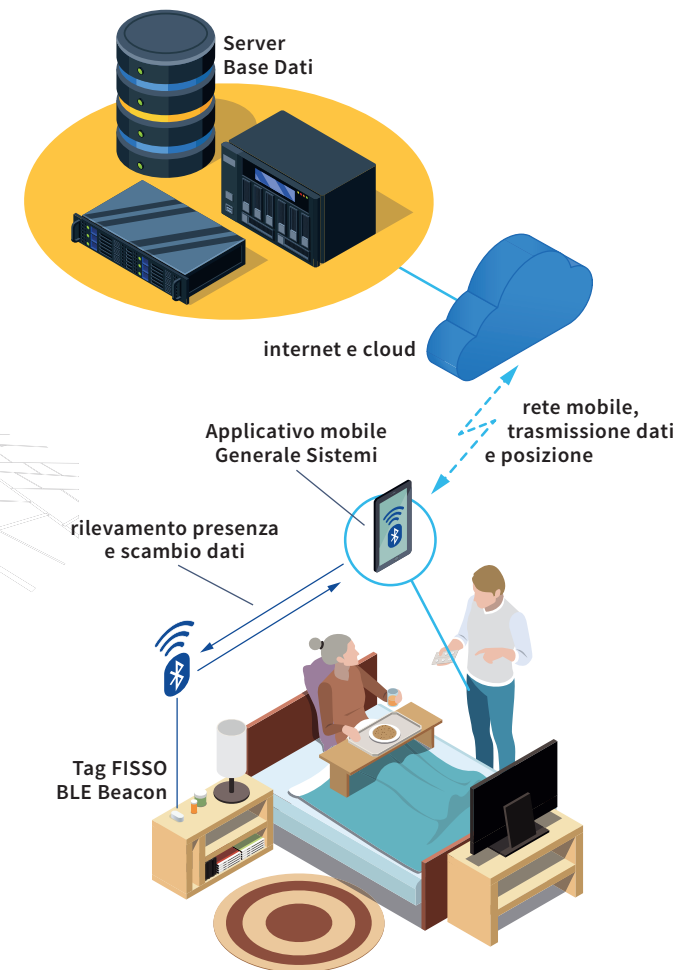 Server
Base Dati
internet e cloud
rete mobile,
trasmissione dati
e posizione
Applicativo mobile
Generale Sistemi
rilevamento presenza
e scambio dati
Tag FISSO
BLE Beacon